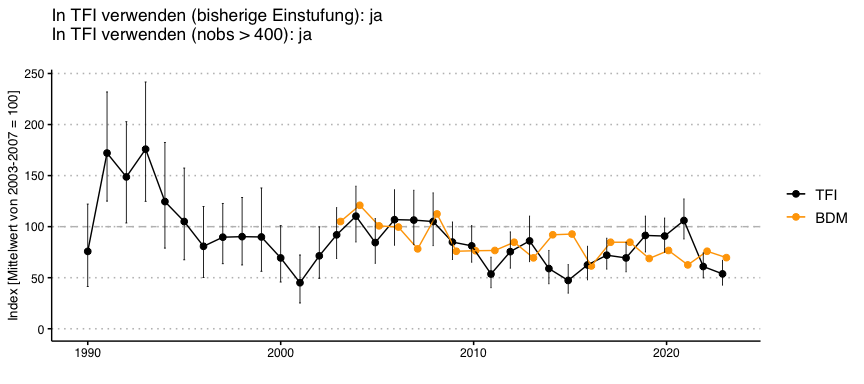 In TFI verwenden (bisherige Einstufung): ja
In TFI verwenden (nobs > 400): ja
Index [Mittelwert von 2003-2007 = 100]
250
200
150
100
50
0
1990
2000
2010
2020
TFI
BDM